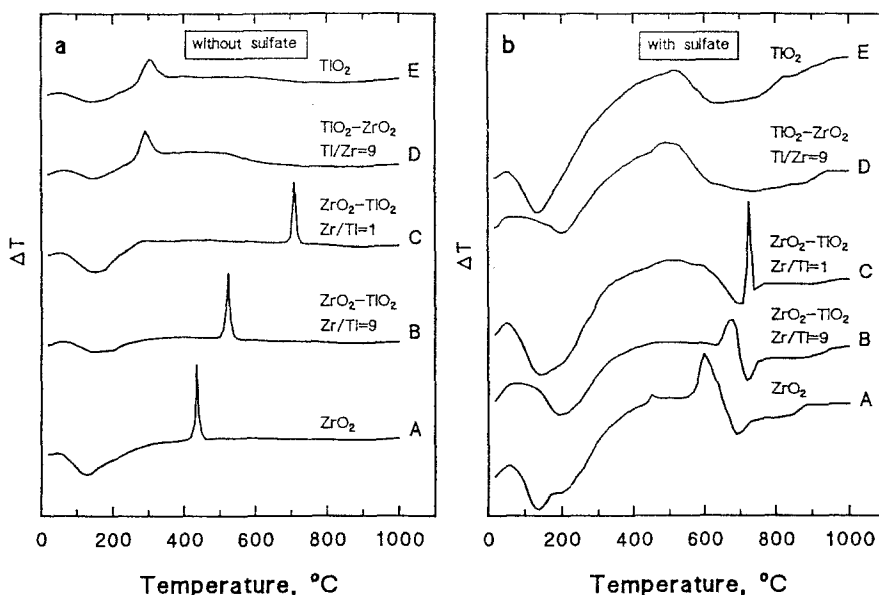 a
without sulfate
TiO2
E
TiO2-ZrO2
Ti/Zr=9
D
ZrO2-TiO2
Zr/Ti=1
C
ZrO2-TiO2
Zr/Ti=9
B
ZrO2
A
ΔT
0 200 400 600 800 1000
Temperature, °C
b
with sulfate
TiO2
E
TiO2-ZrO2
Ti/Zr=9
D
ZrO2-TiO2
Zr/Ti=1
C
ZrO2-TiO2
Zr/Ti=9
B
ZrO2
A
ΔT
0 200 400 600 800 1000
Temperature, °C